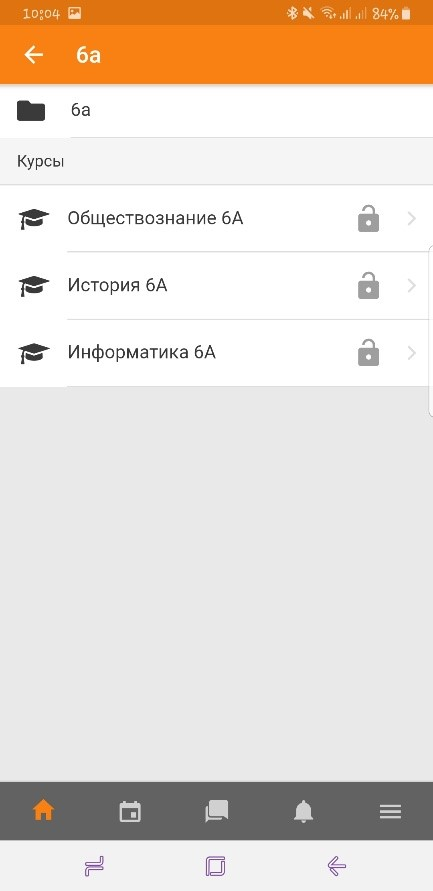 10:04 84%
6а
6а
Курсы
Обществознание 6А
История 6А
Информатика 6А